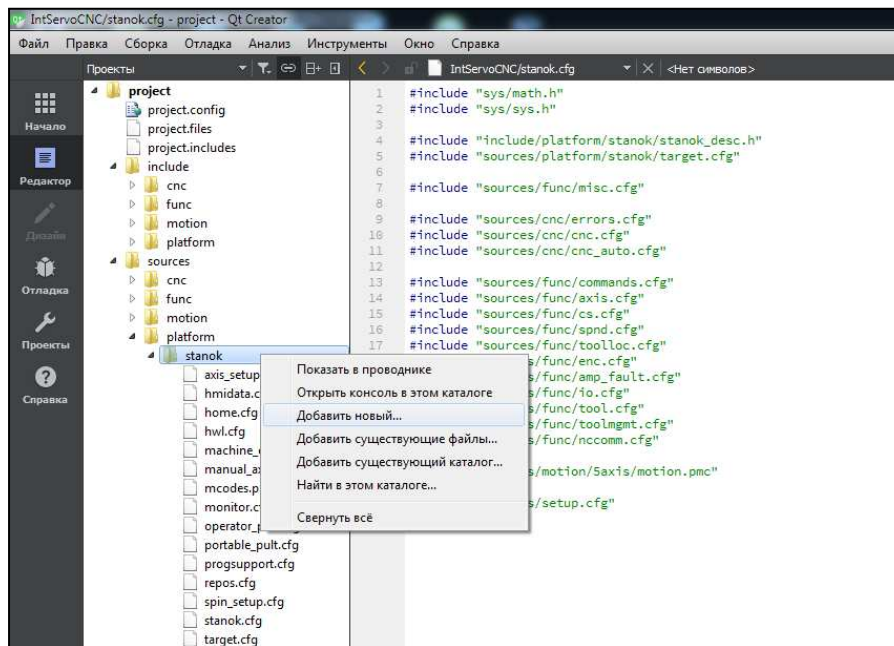 IntServoCNC/stanok.cfg - project - Qt Creator
Файл Правка Сборка Отладка Анализ Инструменты Окно Справка
Проекты
IntServoCNC/stanok.cfg
<Нет символов>
Начало
Редактор
Дизайн
Отладка
Проекты
Справка
project
project.config
project.files
project.includes
include
cnc
func
motion
platform
sources
cnc
func
motion
platform
stanok
axis_setup
hmidata.c
home.cfg
hwl.cfg
machine_
manual_ax
mcodes.p
monitor.c
operator_p
portable_pult.cfg
progsupport.cfg
repos.cfg
spin_setup.cfg
stanok.cfg
target.cfg
Показать в проводнике
Открыть консоль в этом каталоге
Добавить новый...
Добавить существующие файлы...
Добавить существующий каталог...
Найти в этом каталоге...
Свернуть всё
1 #include "sys/math.h"
2 #include "sys/sys.h"
3
4 #include "include/platform/stanok/stanok_desc.h"
5 #include "sources/platform/stanok/target.cfg"
6
7 #include "sources/func/misc.cfg"
8
9 #include "sources/cnc/errors.cfg"
10 #include "sources/cnc/cnc.cfg"
11 #include "sources/cnc/cnc_auto.cfg"
12
13 #include "sources/func/commands.cfg"
14 #include "sources/func/axis.cfg"
15 #include "sources/func/cs.cfg"
16 #include "sources/func/spnd.cfg"
17 #include "sources/func/toolloc.cfg"
s/func/enc.cfg"
s/func/amp_fault.cfg"
s/func/io.cfg"
s/func/tool.cfg"
s/func/toolmgmt.cfg"
s/func/nccomm.cfg"
s/motion/5axis/motion.pmc"
s/setup.cfg"